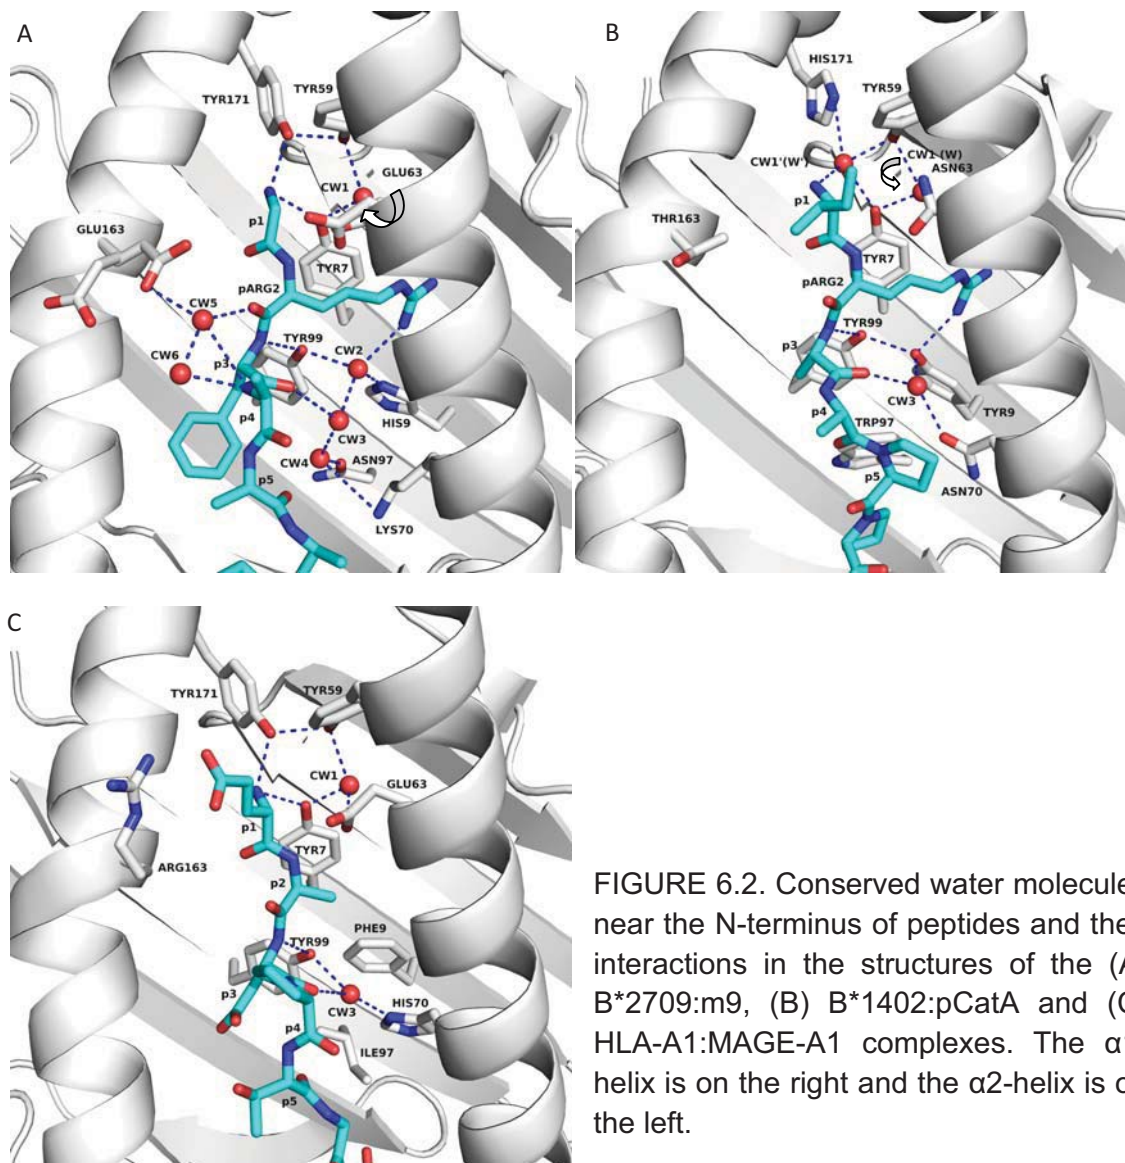 A
TYR171
TYR59
GLU63
CW1
p1
GLU163
TYR7
pARG2
CW5
TYR99
CW2
CW6
p3
HIS9
p4
CW3
CW4
ASN97
p5
LYS70
B
HIS171
TYR59
CW1 (W)
CW1'(W')
ASN63
p1
THR163
TYR7
pARG2
TYR99
p3
CW3
p4
TYR9
TRP97
p5
ASN70
C
TYR171
TYR59
CW1
GLU63
p1
TYR7
ARG163
p2
PHE9
TYR99
p3
HIS70
CW3
p4
ILE97
p5
FIGURE 6.2. Conserved water molecule
near the N-terminus of peptides and the
interactions in the structures of the (A
B*2709:m9, (B) B*1402:pCatA and (C
HLA-A1:MAGE-A1 complexes. The α
helix is on the right and the α2-helix is o
the left.